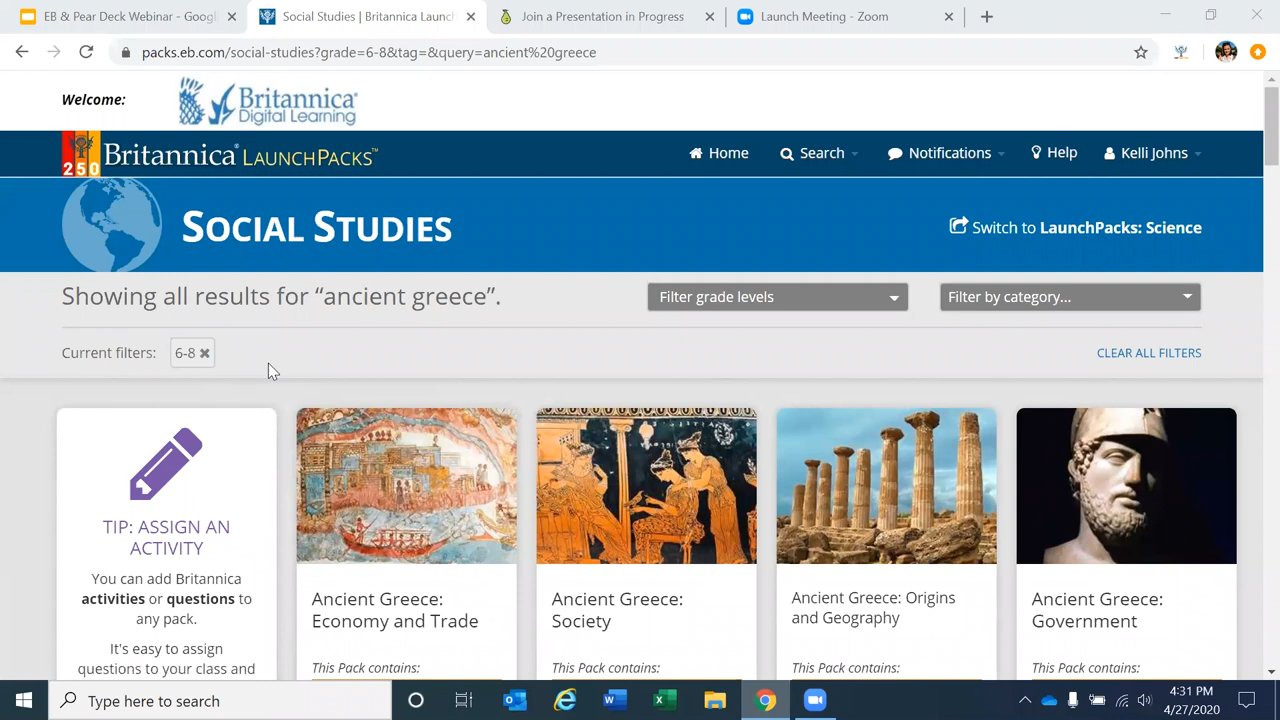 EB & Pear Deck Webinar - Googl
Social Studies | Britannica Launch
Join a Presentation in Progress
Launch Meeting - Zoom
packs.eb.com/social-studies?grade=6-8&tag=&query=ancient%20greece
Welcome:
Britannica
Digital Learning
250
Britannica® LAUNCHPACKS™
Home
Search
Notifications
Help
Kelli Johns
SOCIAL STUDIES
Switch to LaunchPacks: Science
Showing all results for “ancient greece”.
Filter grade levels
Filter by category...
Current filters:
6-8 ✖
CLEAR ALL FILTERS
TIP: ASSIGN AN
ACTIVITY
You can add Britannica
activities or questions to
any pack.
It's easy to assign
questions to your class and
Ancient Greece:
Economy and Trade
This Pack contains:
Ancient Greece:
Society
This Pack contains:
Ancient Greece: Origins
and Geography
This Pack contains:
Ancient Greece:
Government
This Pack contains:
Type here to search
4:31 PM
4/27/2020